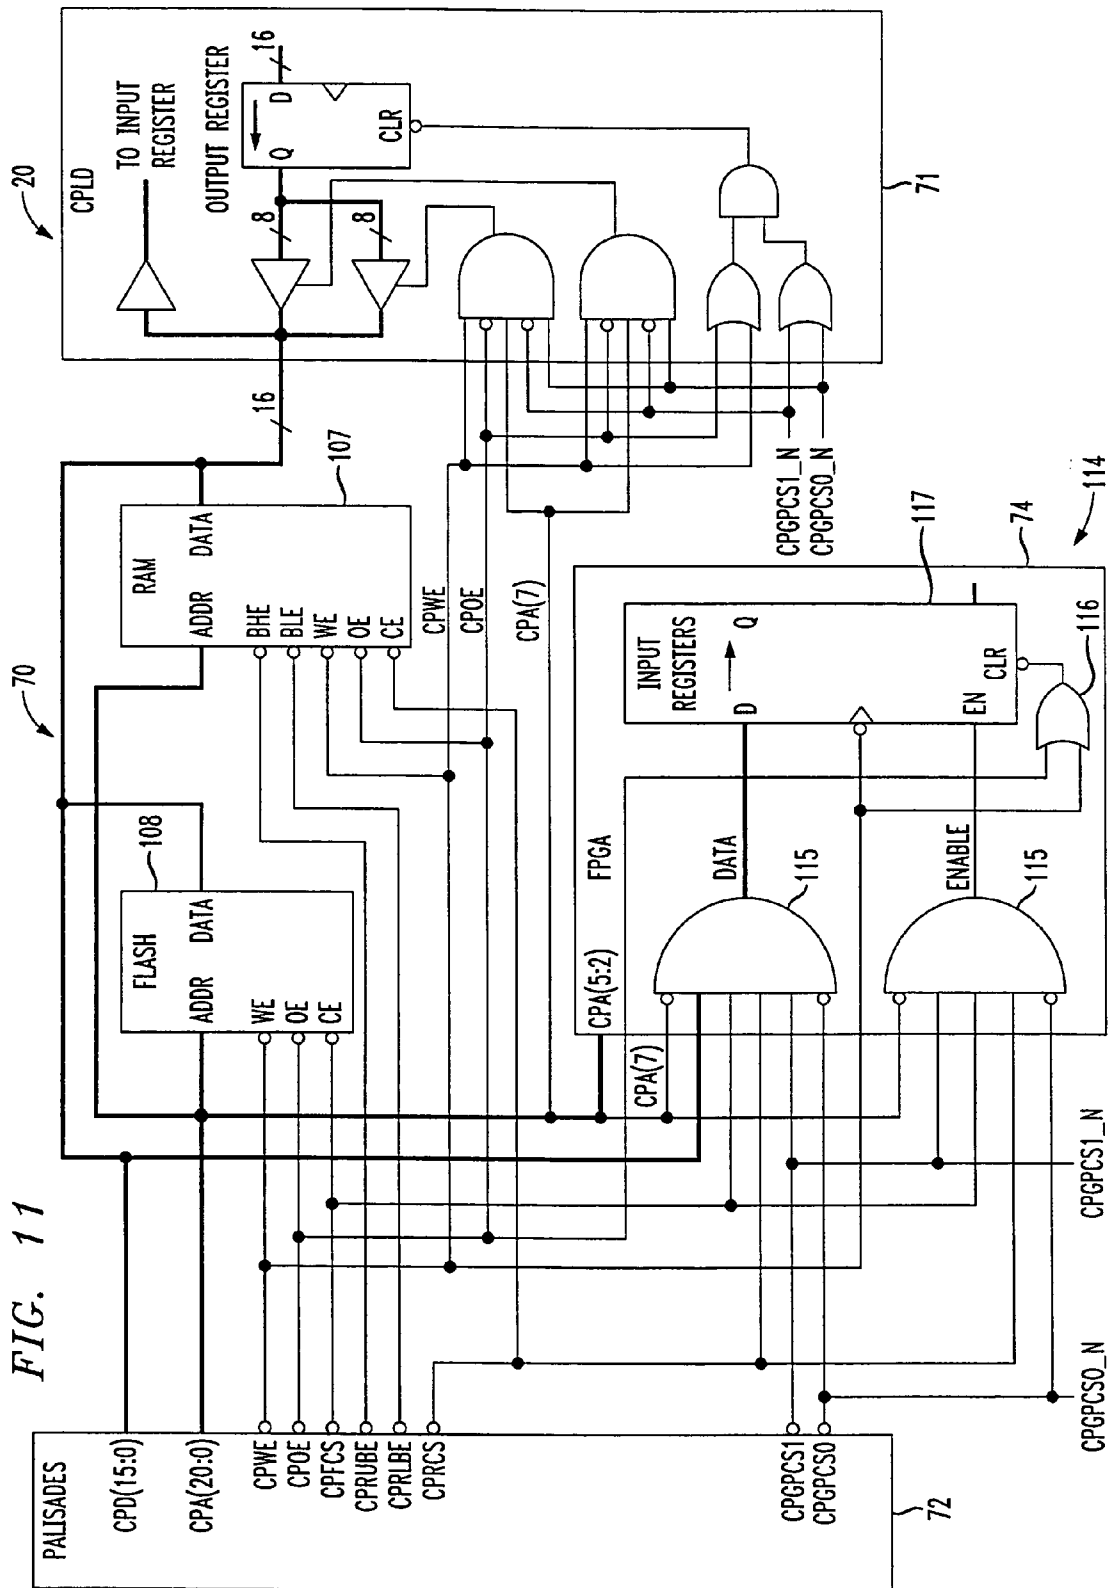 FIG. 11
70
20
PALISADES
CPD(15:0)
CPA(20:0)
CPWE
CPOE
CPFCS
CPRUBE
CPRLBE
CPRCS
CPGPCS1
CPGPCS0
72
CPGPCS0_N
CPGPCS1_N
FLASH
108
ADDR
DATA
WE
OE
CE
RAM
107
ADDR
DATA
BHE
BLE
WE
OE
CE
CPWE
CPOE
CPA(7)
CPA(7)
CPA(5:2)
FPGA
DATA
115
ENABLE
115
INPUT
REGISTERS
D
Q
EN
CLR
116
117
74
114
16
CPGPCS1_N
CPGPCS0_N
CPLD
TO INPUT
REGISTER
OUTPUT REGISTER
Q
D
CLR
16
8
8
71